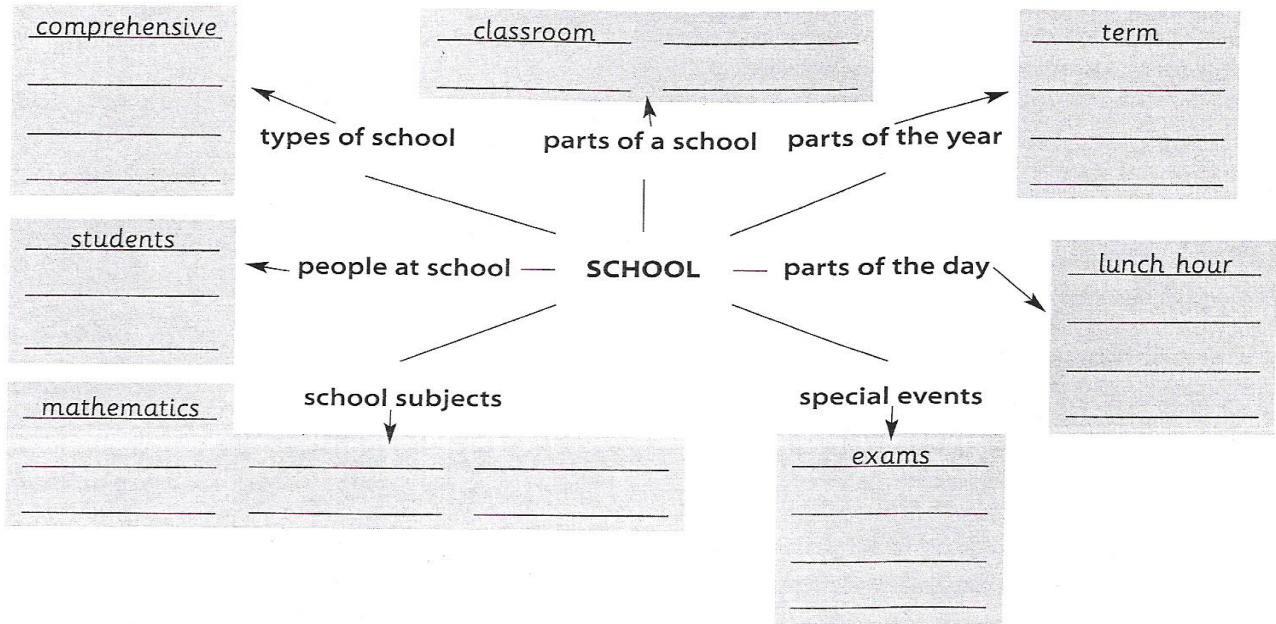 comprehensive
classroom
term
types of school
parts of a school
parts of the year
students
people at school
SCHOOL
parts of the day
lunch hour
mathematics
school subjects
special events
exams